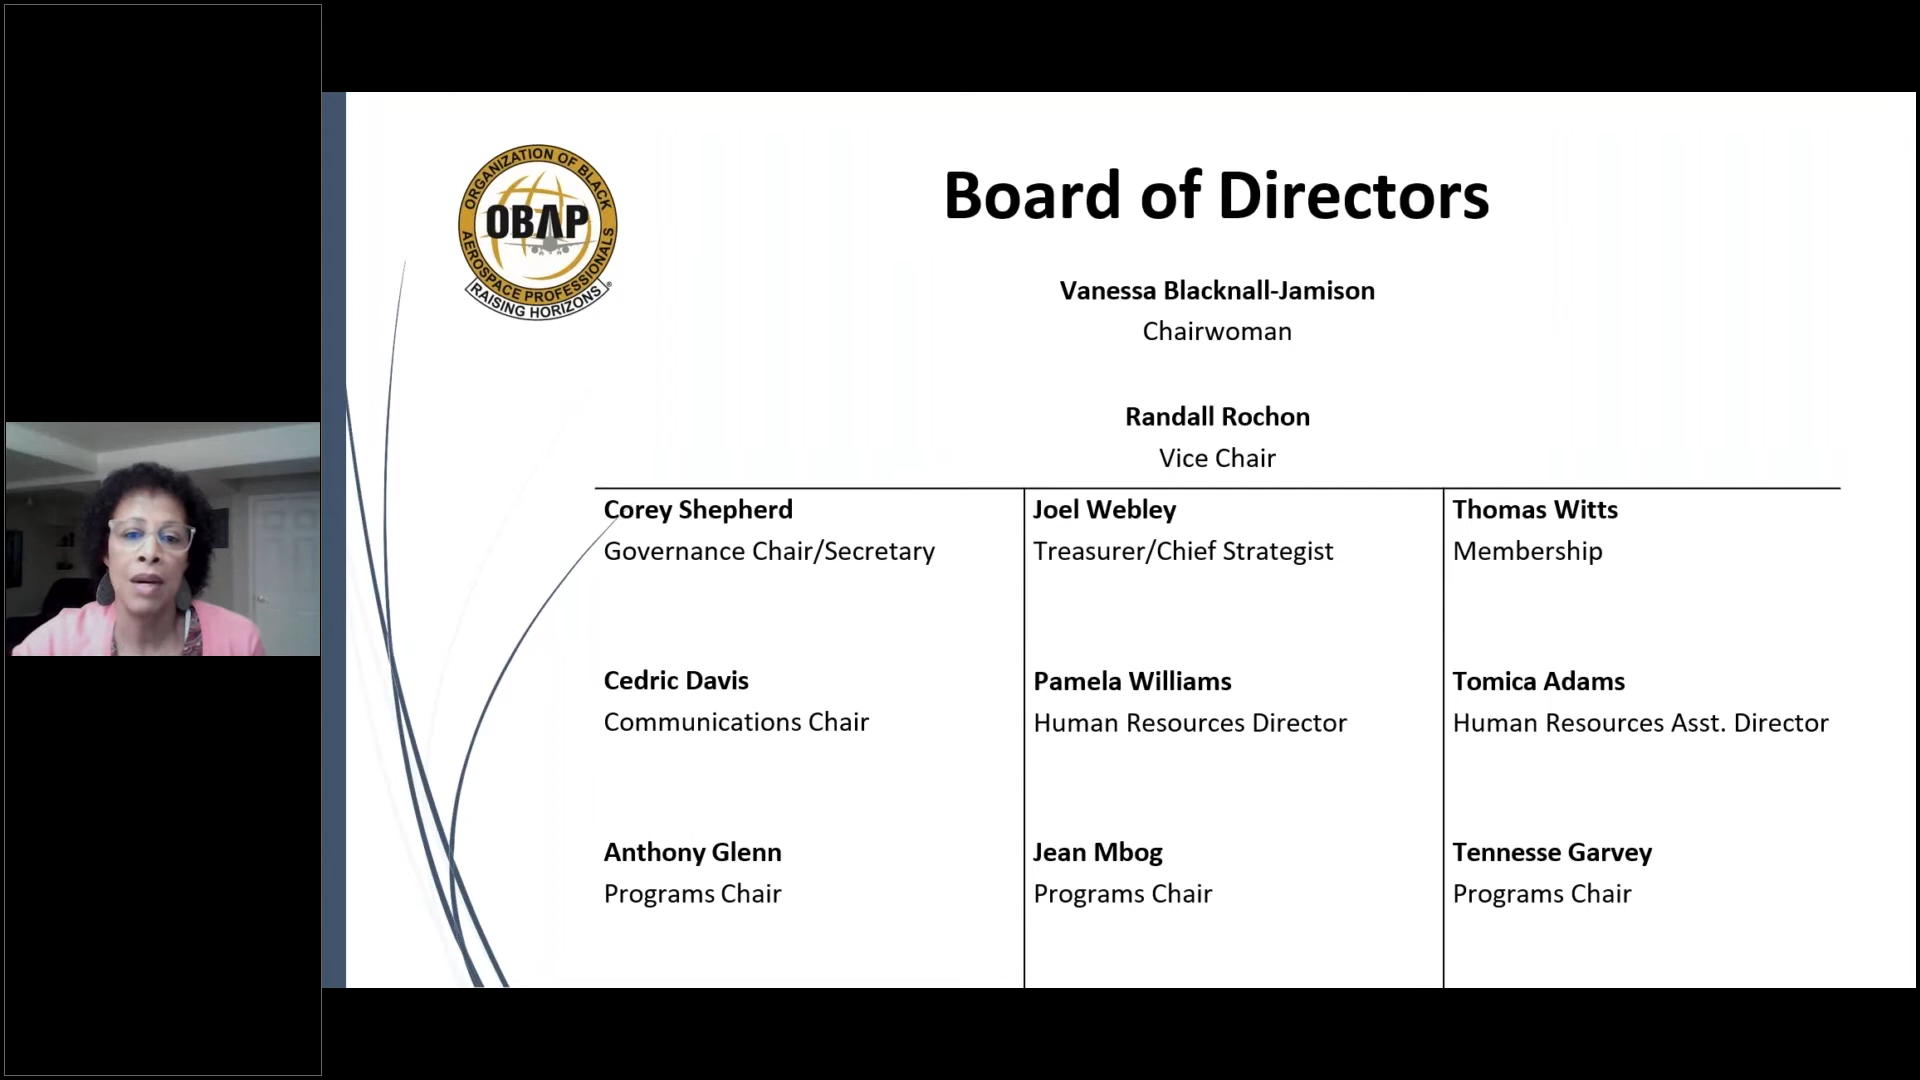 ORGANIZATION OF BLACK
OBAP
AEROSPACE PROFESSIONALS
RAISING HORIZONS®
Board of Directors
Vanessa Blacknall-Jamison
Chairwoman
Randall Rochon
Vice Chair
Corey Shepherd
Governance Chair/Secretary
Joel Webley
Treasurer/Chief Strategist
Thomas Witts
Membership
Cedric Davis
Communications Chair
Pamela Williams
Human Resources Director
Tomica Adams
Human Resources Asst. Director
Anthony Glenn
Programs Chair
Jean Mbog
Programs Chair
Tennesse Garvey
Programs Chair